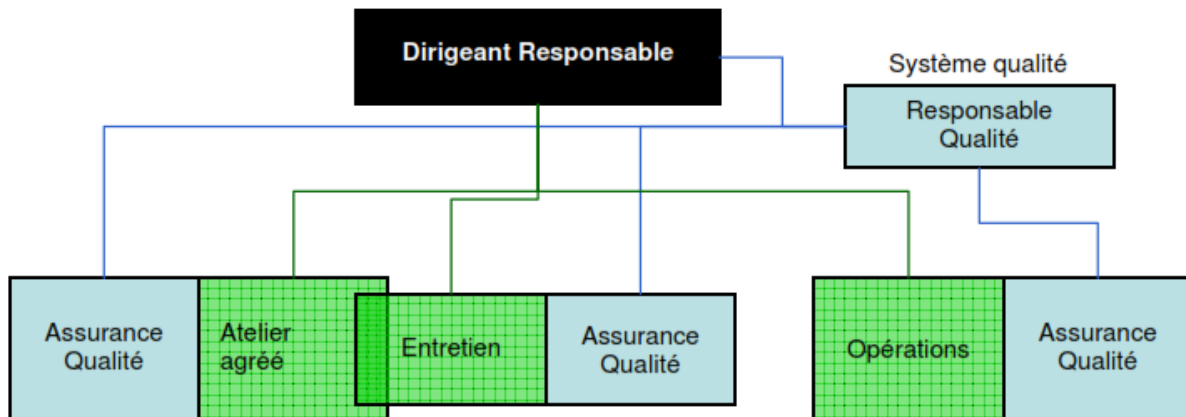 Dirigeant Responsable
Système qualité
Responsable
Qualité
Assurance
Qualité
Atelier
agréé
Entretien
Assurance
Qualité
Opérations
Assurance
Qualité